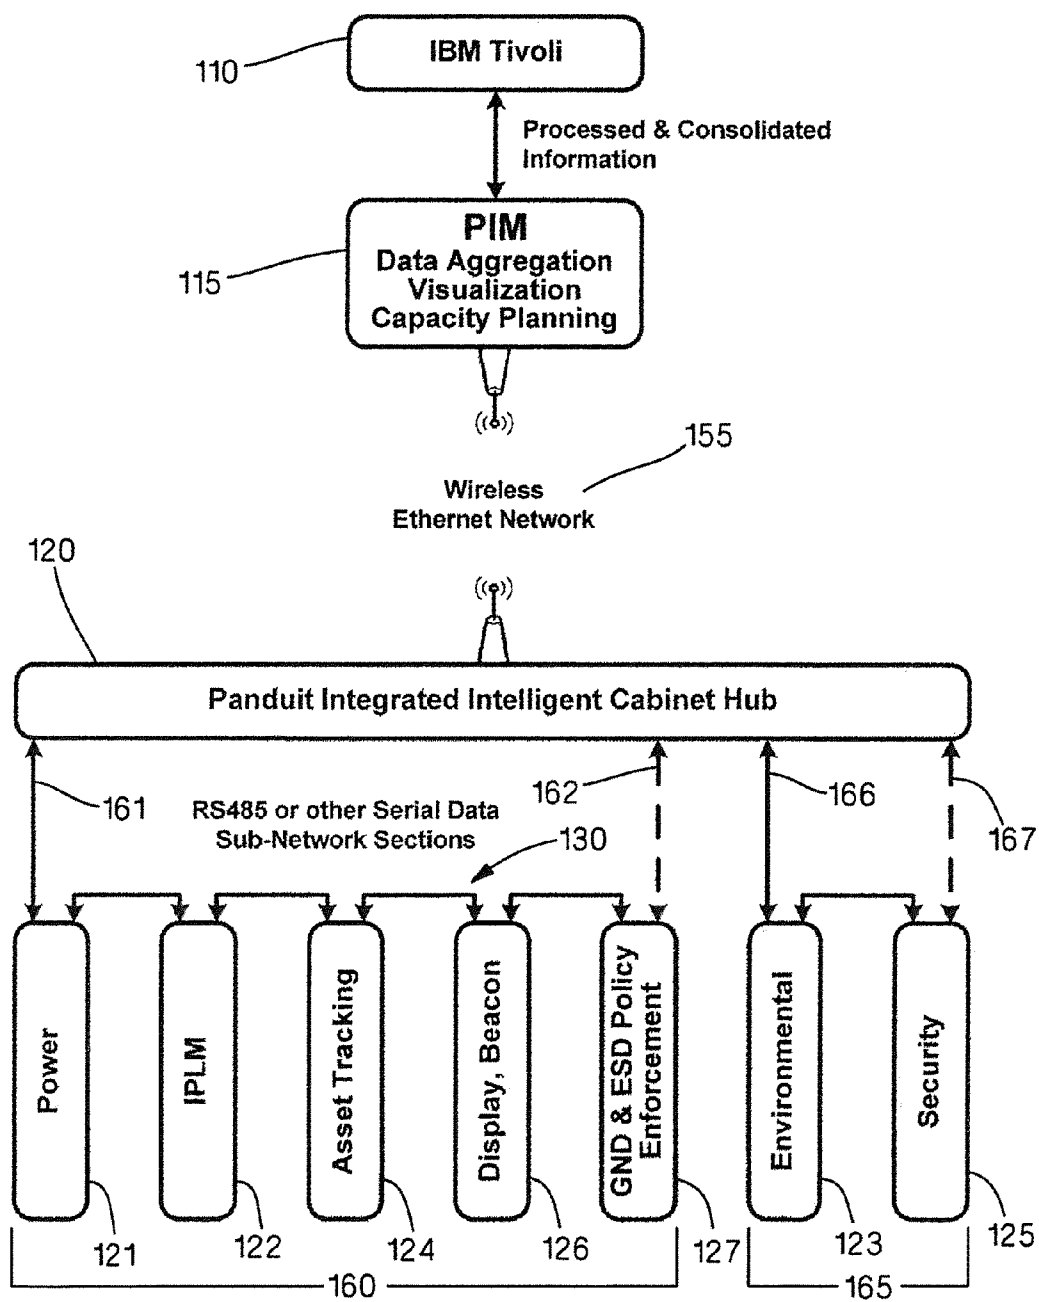 IBM Tivoli
110
Processed & Consolidated
Information
PIM
Data Aggregation
Visualization
Capacity Planning
115
155
Wireless
Ethernet Network
120
Panduit Integrated Intelligent Cabinet Hub
161
RS485 or other Serial Data
Sub-Network Sections
130
162
166
167
Power
IPLM
Asset Tracking
Display, Beacon
GND & ESD Policy
Enforcement
Environmental
Security
121
122
124
126
127
123
125
160
165